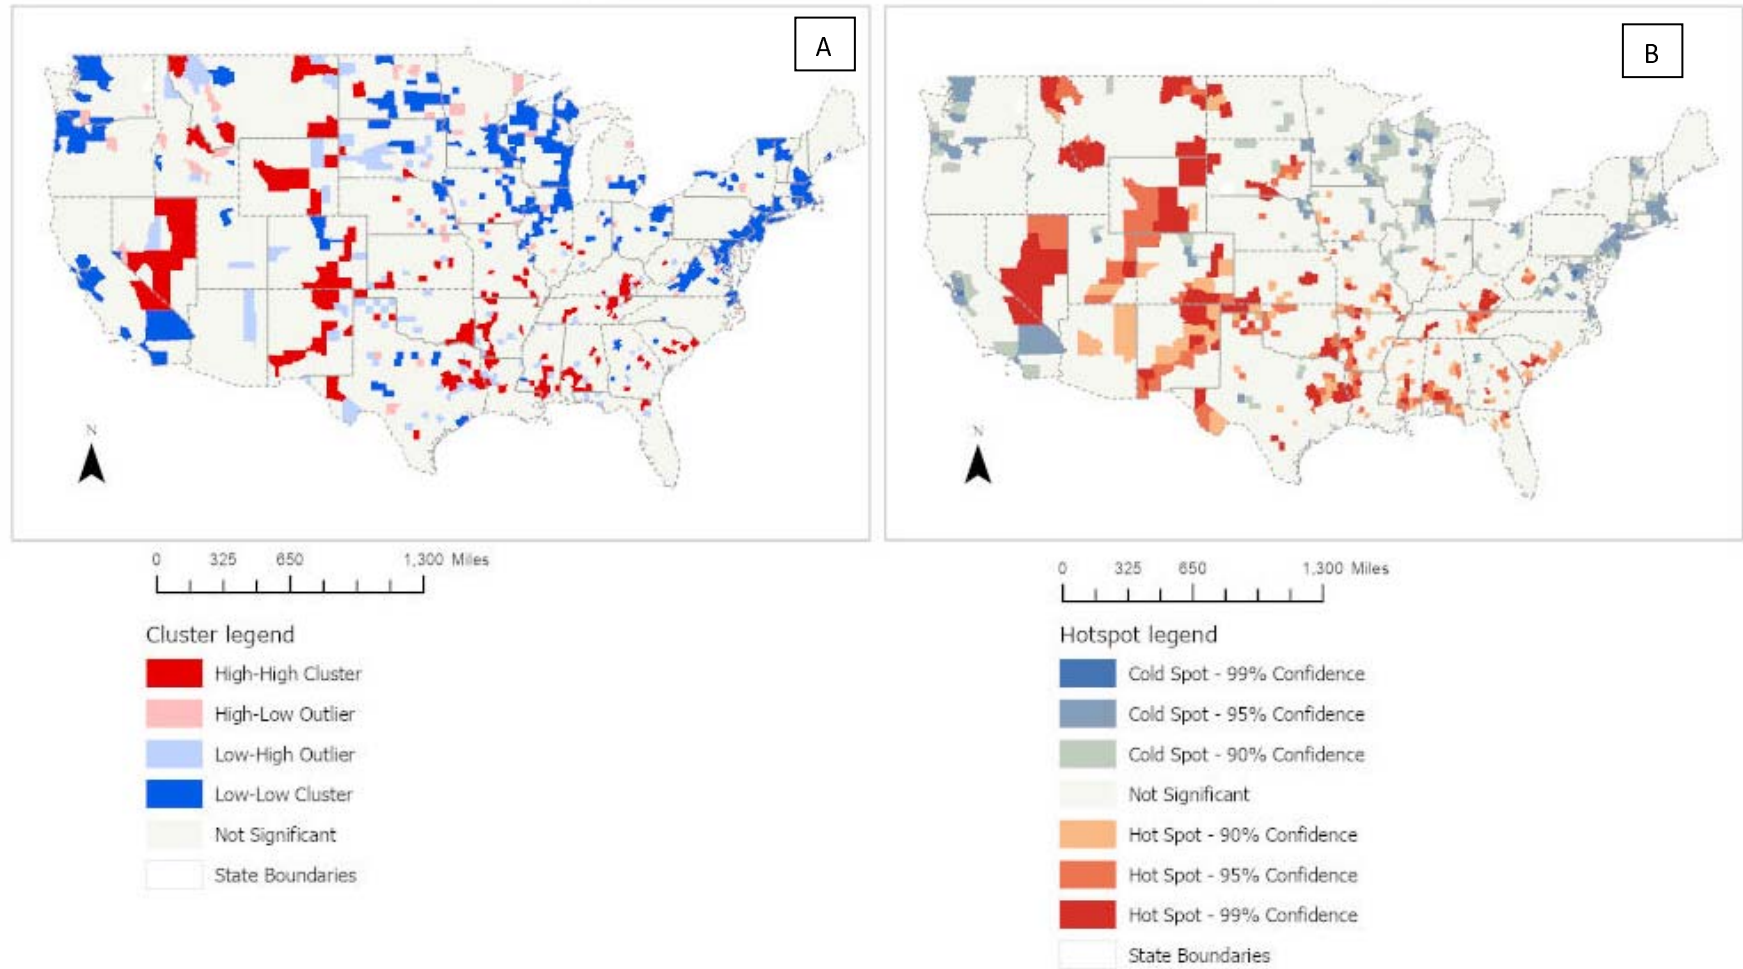 A
B
N
N
0 325 650 1,300 Miles
0 325 650 1,300 Miles
Cluster legend
High-High Cluster
High-Low Outlier
Low-High Outlier
Low-Low Cluster
Not Significant
State Boundaries
Hotspot legend
Cold Spot - 99% Confidence
Cold Spot - 95% Confidence
Cold Spot - 90% Confidence
Not Significant
Hot Spot - 90% Confidence
Hot Spot - 95% Confidence
Hot Spot - 99% Confidence
State Boundaries